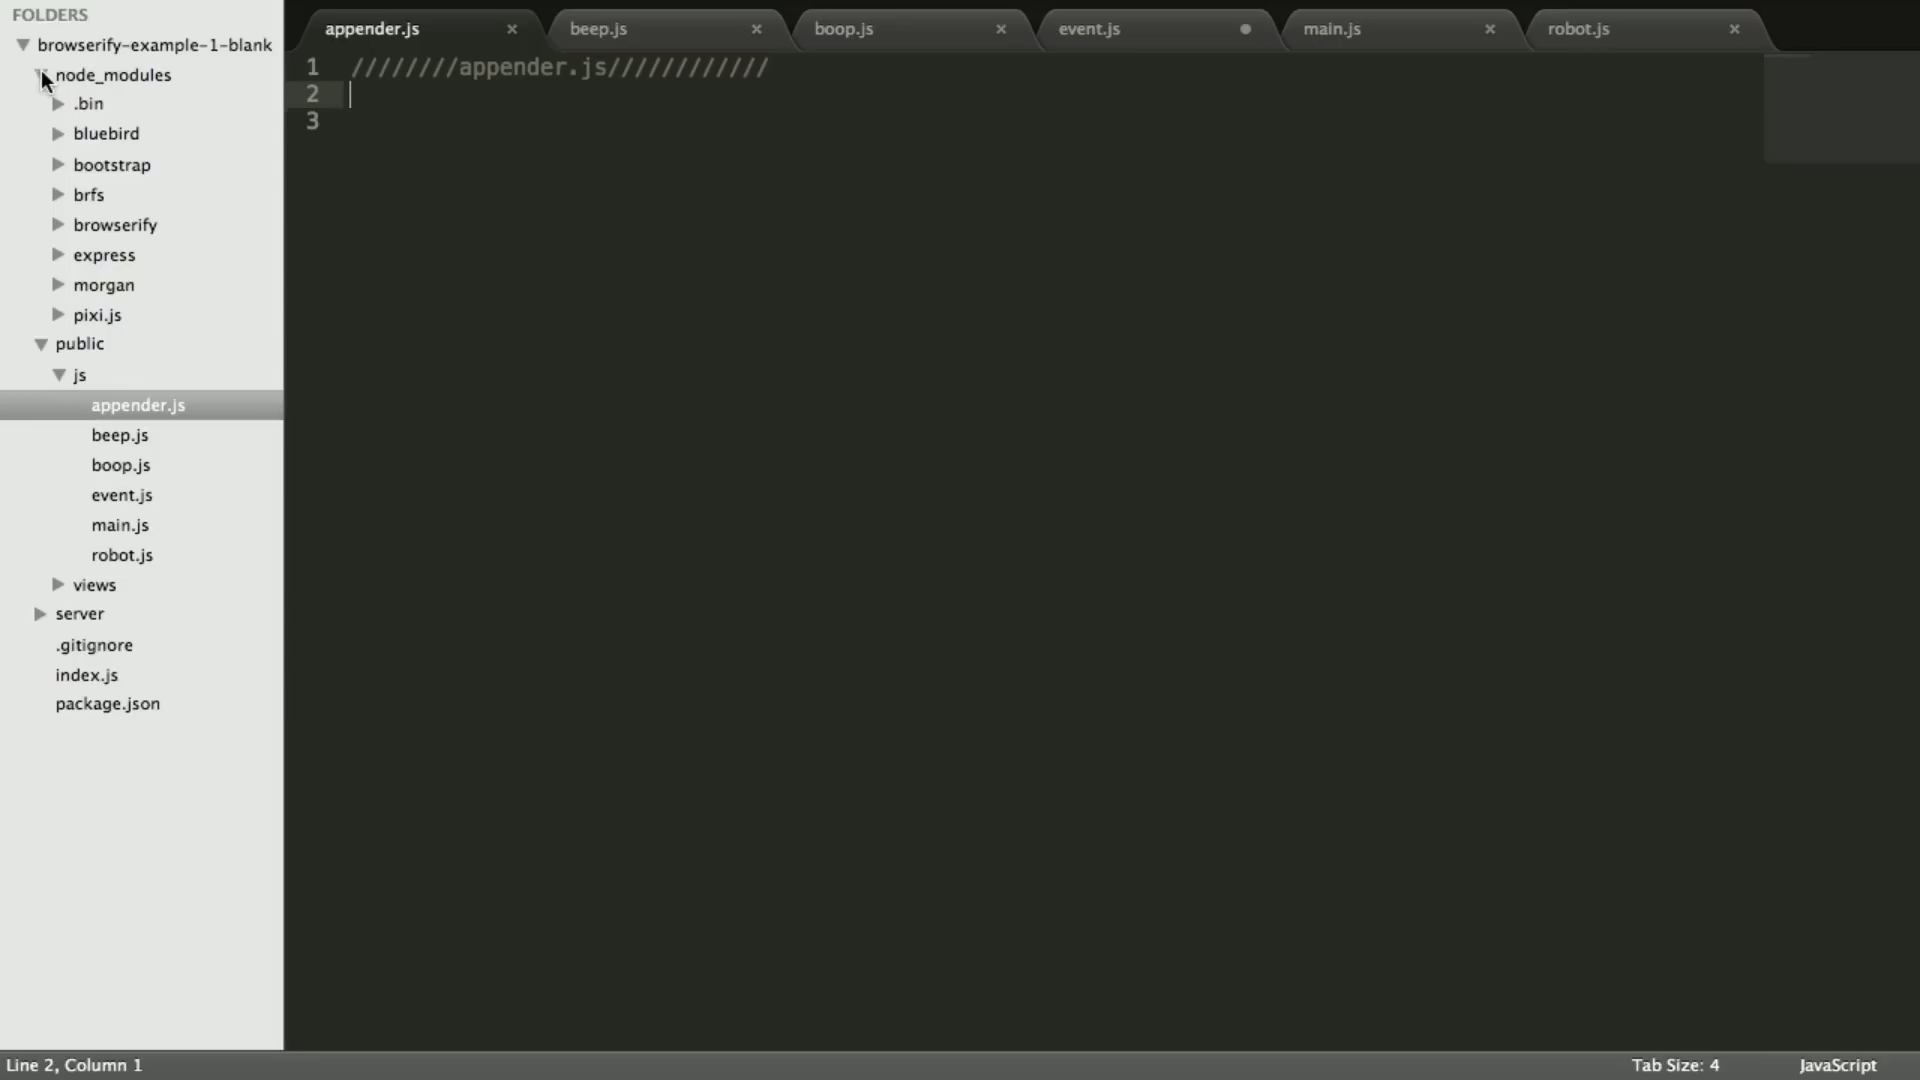 FOLDERS
browserify-example-1-blank
node_modules
.bin
bluebird
bootstrap
brfs
browserify
express
morgan
pixi.js
public
js
appender.js
beep.js
boop.js
event.js
main.js
robot.js
views
server
.gitignore
index.js
package.json
appender.js × beep.js × boop.js × event.js main.js × robot.js ×
1 ////////appender.js////////////
2
3
Line 2, Column 1 Tab Size: 4 JavaScript